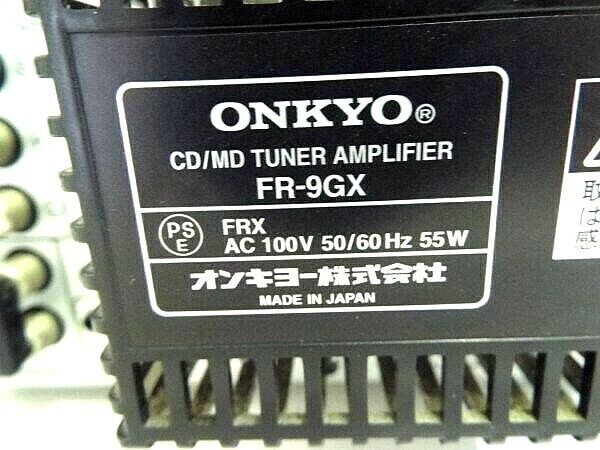 ONKYO®
CD/MD TUNER AMPLIFIER
FR-9GX
PS
E
FRX
AC 100V 50/60Hz 55W
オンキヨー株式会社
MADE IN JAPAN
取
は
感